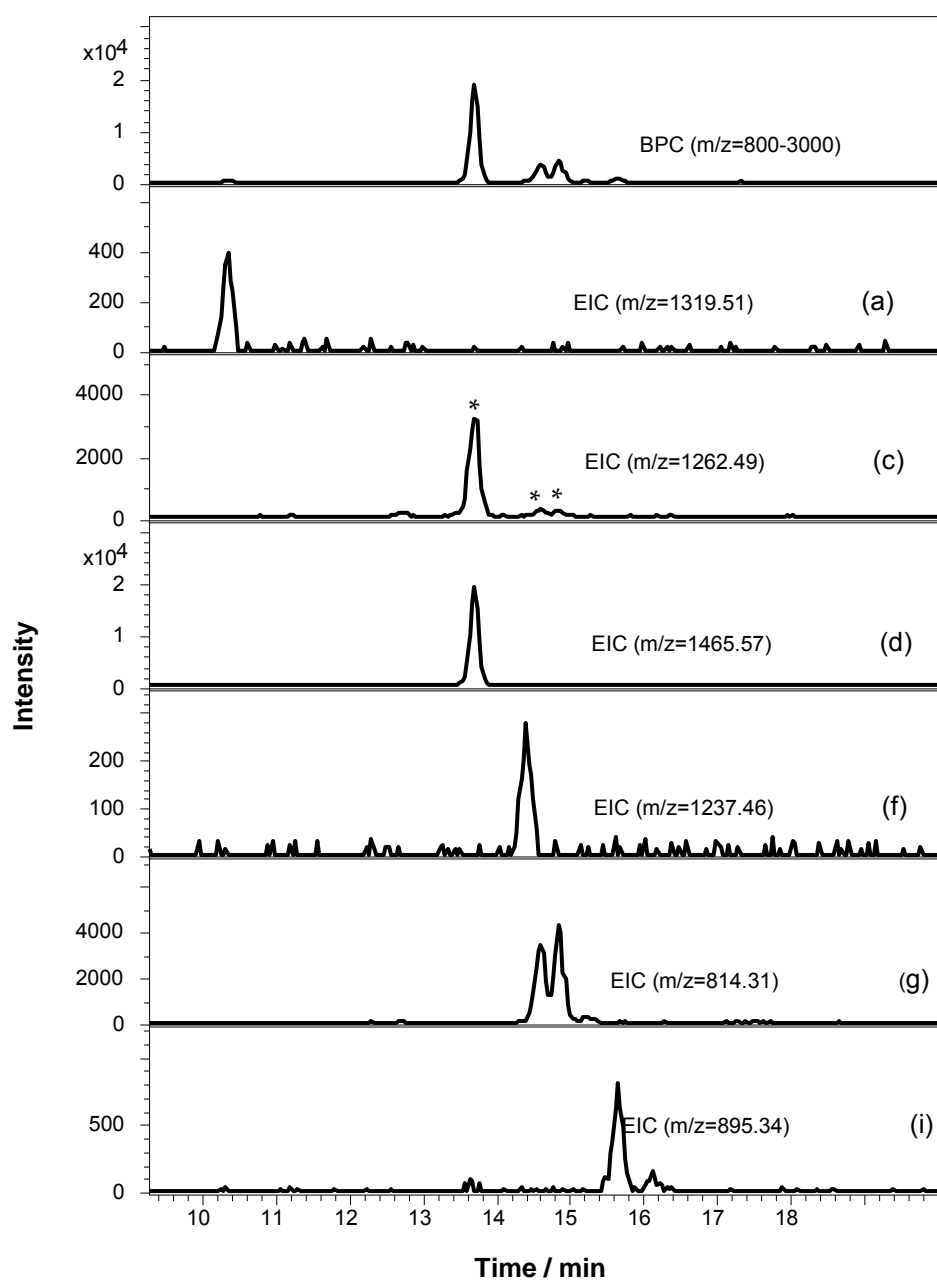 x10⁴
2
1
0
BPC (m/z=800-3000)
400
200
0
EIC (m/z=1319.51) (a)
4000
2000
0
*
* *
EIC (m/z=1262.49) (c)
x10⁴
2
1
0
EIC (m/z=1465.57) (d)
200
100
0
EIC (m/z=1237.46) (f)
4000
2000
0
EIC (m/z=814.31) (g)
500
0
EIC (m/z=895.34) (i)
10 11 12 13 14 15 16 17 18
Intensity
Time / min